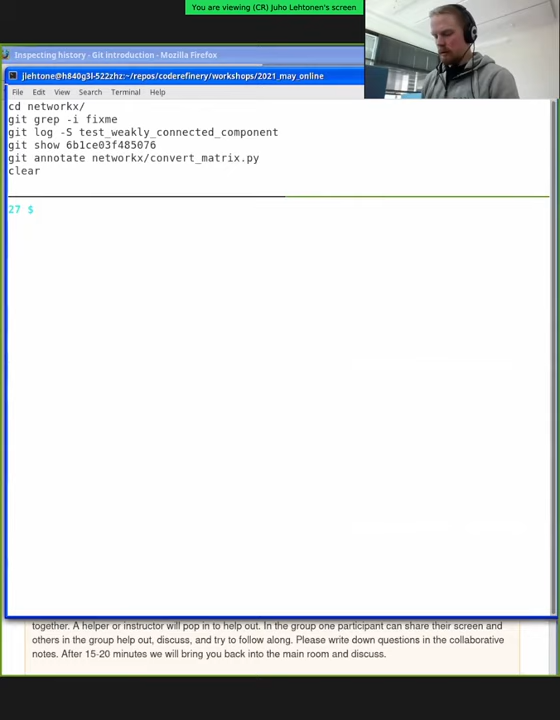 You are viewing (CR) Juho Lehtonen's screen
Inspecting history - Git introduction - Mozilla Firefox
jlehtone@h840g3l-522zhz:~/repos/coderefinery/workshops/2021_may_online
File Edit View Search Terminal Help
cd networkx/
git grep -i fixme
git log -S test_weakly_connected_component
git show 6b1ce03f485076
git annotate networkx/convert_matrix.py
clear
27 $
together. A helper or instructor will pop in to help out. In the group one participant can share their screen and
others in the group help out, discuss, and try to follow along. Please write down questions in the collaborative
notes. After 15-20 minutes we will bring you back into the main room and discuss.